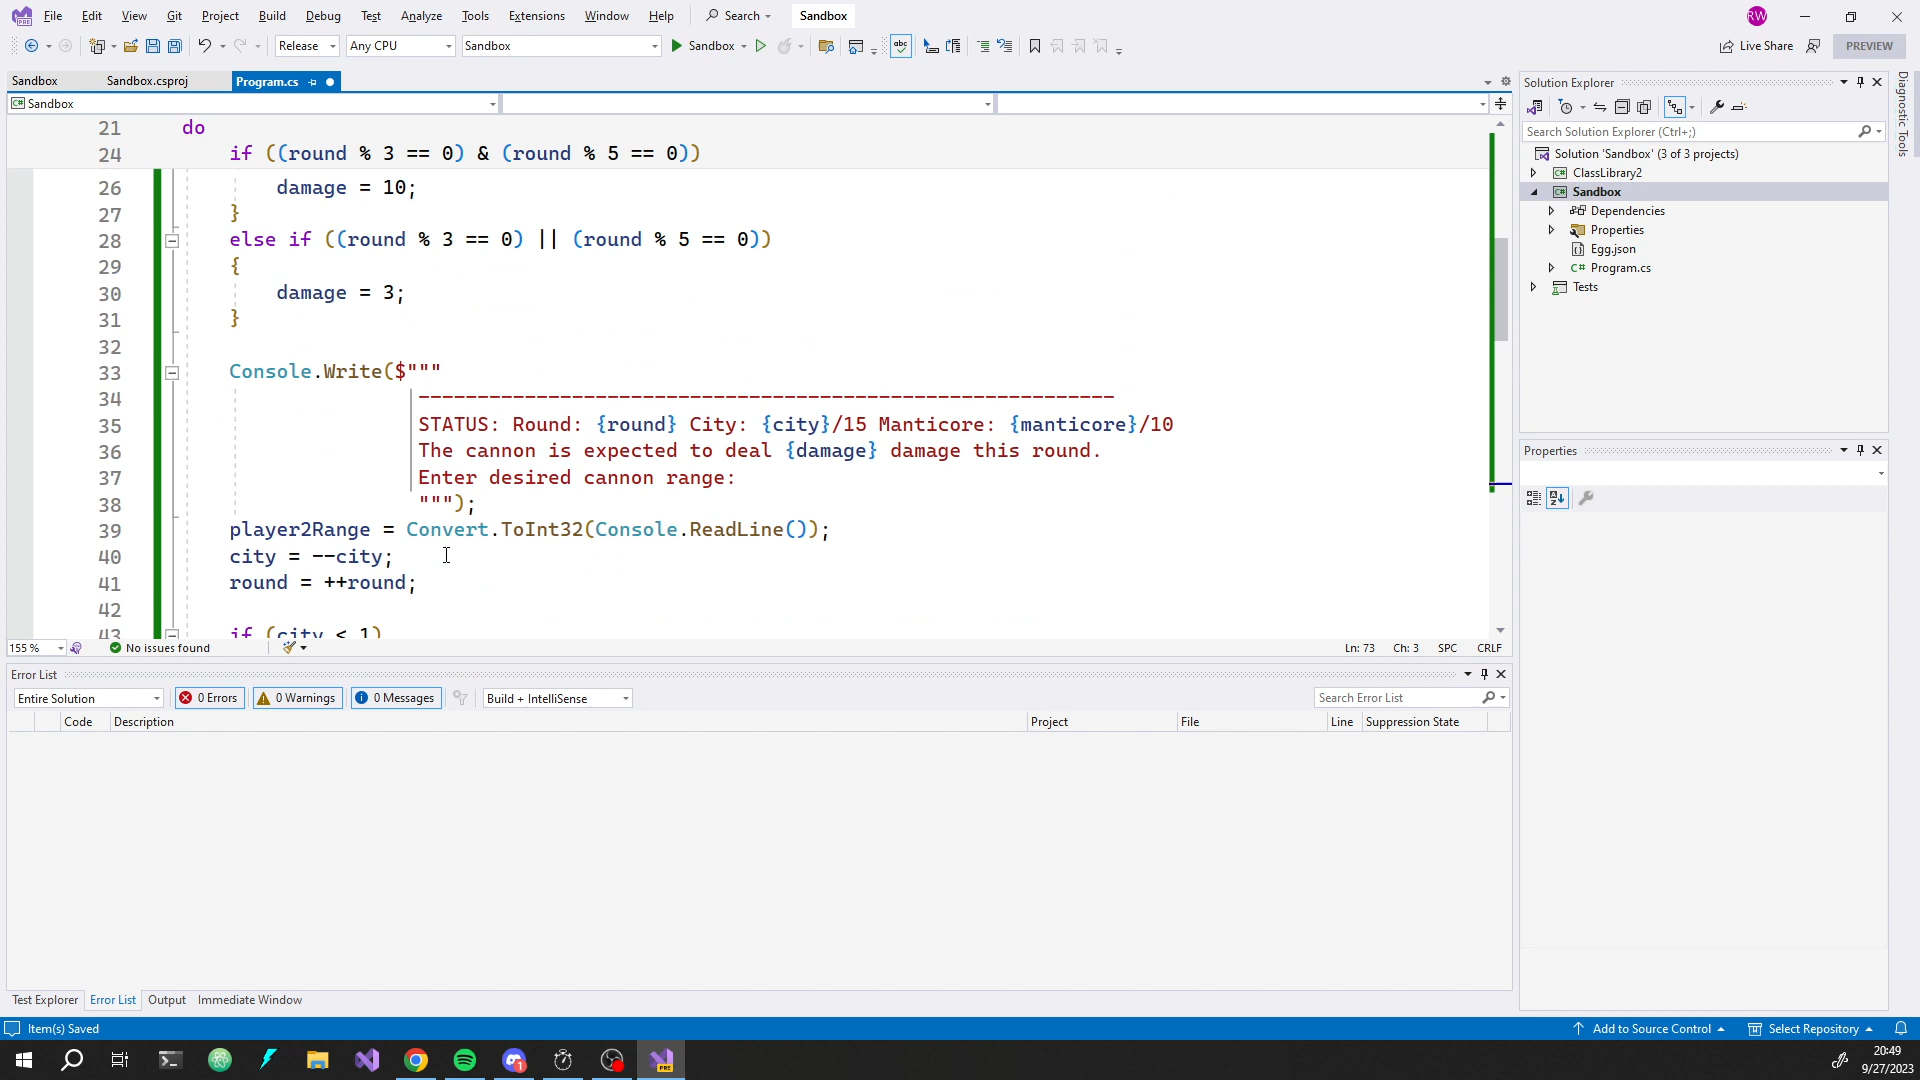 File Edit View Git Project Build Debug Test Analyze Tools Extensions Window Help Search Sandbox RW
Release Any CPU Sandbox Sandbox Live Share PREVIEW
Sandbox Sandbox.csproj Program.cs
Sandbox
21 do
24 if ((round % 3 == 0) & (round % 5 == 0))
26 damage = 10;
27 }
28 else if ((round % 3 == 0) || (round % 5 == 0))
29 {
30 damage = 3;
31 }
32
33 Console.Write($"""
34 -----------------------------------------------------------
35 STATUS: Round: {round} City: {city}/15 Manticore: {manticore}/10
36 The cannon is expected to deal {damage} damage this round.
37 Enter desired cannon range:
38 """);
39 player2Range = Convert.ToInt32(Console.ReadLine());
40 city = --city;
41 round = ++round;
42
43 if (city < 1)
155 % No issues found Ln: 73 Ch: 3 SPC CRLF
Error List
Entire Solution 0 Errors 0 Warnings 0 Messages Build + IntelliSense Search Error List
Code Description Project File Line Suppression State
Test Explorer Error List Output Immediate Window
Solution Explorer
Search Solution Explorer (Ctrl+;)
Solution 'Sandbox' (3 of 3 projects)
ClassLibrary2
Sandbox
Dependencies
Properties
Egg.json
Program.cs
Tests
Properties
Diagnostic Tools
Item(s) Saved Add to Source Control Select Repository
20:49
9/27/2023